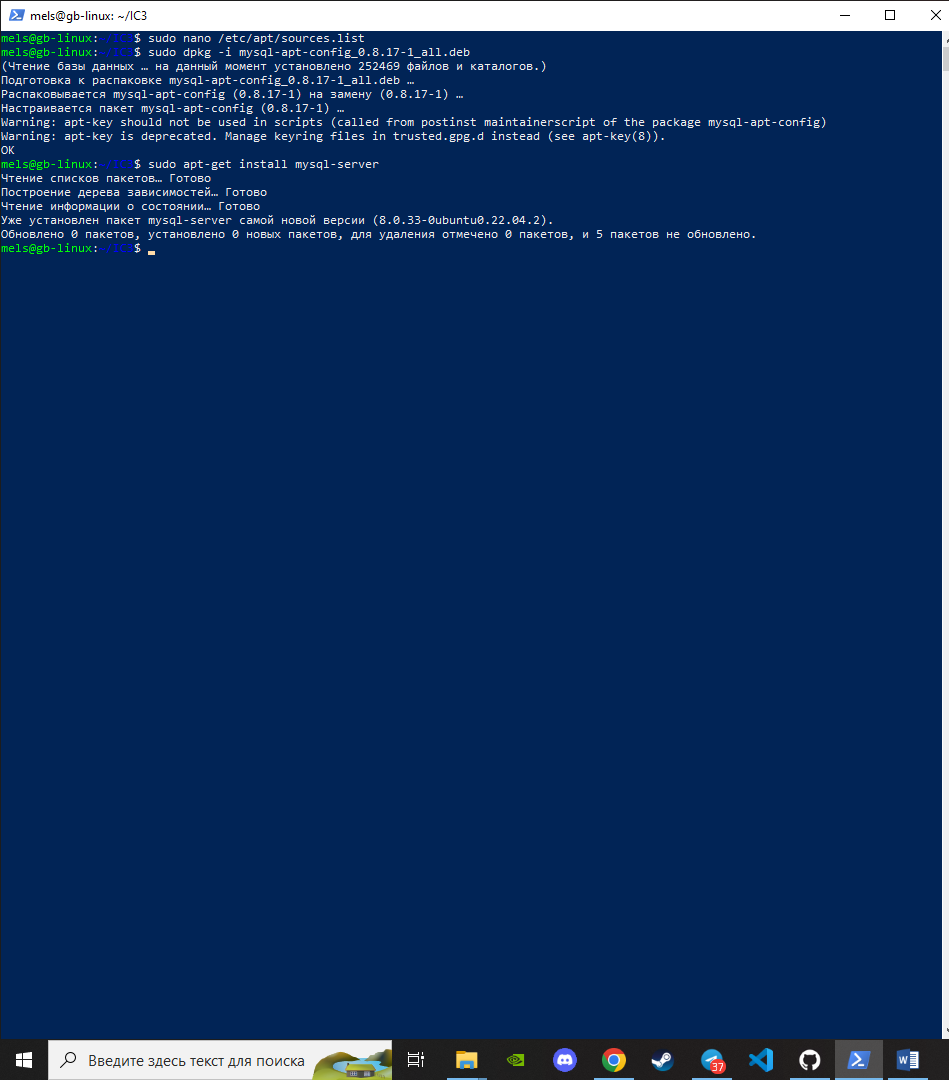 mels@gb-linux: ~/IC3
mels@gb-linux:~/IC3$ sudo nano /etc/apt/sources.list
mels@gb-linux:~/IC3$ sudo dpkg -i mysql-apt-config_0.8.17-1_all.deb
(Чтение базы данных … на данный момент установлено 252469 файлов и каталогов.)
Подготовка к распаковке mysql-apt-config_0.8.17-1_all.deb …
Распаковывается mysql-apt-config (0.8.17-1) на замену (0.8.17-1) …
Настраивается пакет mysql-apt-config (0.8.17-1) …
Warning: apt-key should not be used in scripts (called from postinst maintainerscript of the package mysql-apt-config)
Warning: apt-key is deprecated. Manage keyring files in trusted.gpg.d instead (see apt-key(8)).
OK
mels@gb-linux:~/IC3$ sudo apt-get install mysql-server
Чтение списков пакетов… Готово
Построение дерева зависимостей… Готово
Чтение информации о состоянии… Готово
Уже установлен пакет mysql-server самой новой версии (8.0.33-0ubuntu0.22.04.2).
Обновлено 0 пакетов, установлено 0 новых пакетов, для удаления отмечено 0 пакетов, и 5 пакетов не обновлено.
mels@gb-linux:~/IC3$
Введите здесь текст для поиска
37